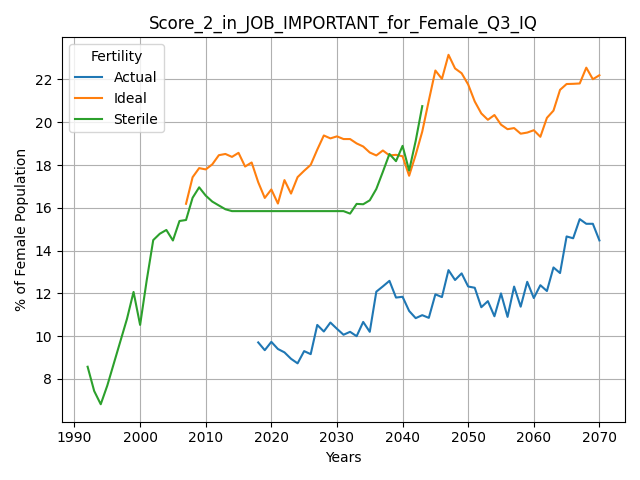 Score_2_in_JOB_IMPORTANT_for_Female_Q3_IQ
Fertility
Actual
Ideal
Sterile
% of Female Population
22
20
18
16
14
12
10
8
1990 2000 2010 2020 2030 2040 2050 2060 2070
Years